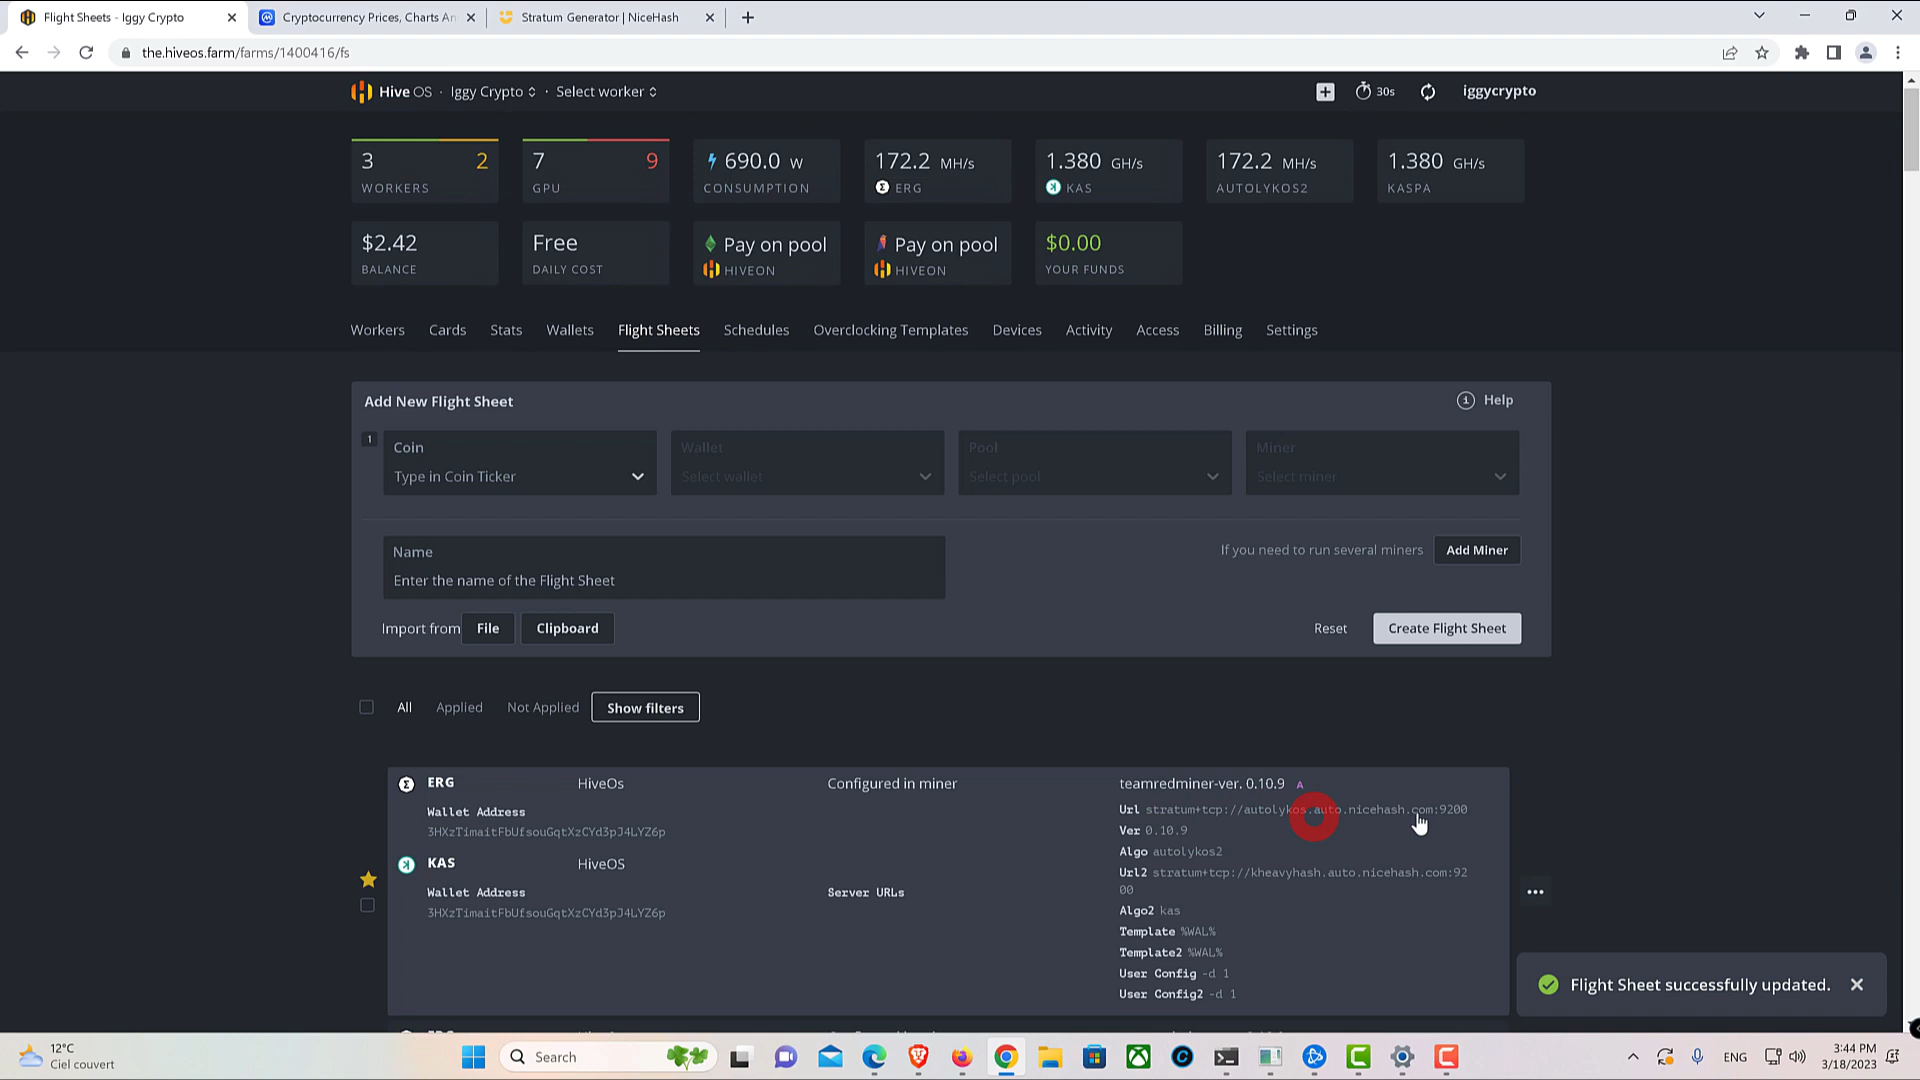 Flight Sheets - Iggy Crypto
Cryptocurrency Prices, Charts An
Stratum Generator | NiceHash
the.hiveos.farm/farms/1400416/fs
Hive OS · Iggy Crypto · Select worker
30s
iggycrypto
3 2
WORKERS
7 9
GPU
690.0 W
CONSUMPTION
172.2 MH/s
ERG
1.380 GH/s
KAS
172.2 MH/s
AUTOLYKOS2
1.380 GH/s
KASPA
$2.42
BALANCE
Free
DAILY COST
Pay on pool
HIVEON
Pay on pool
HIVEON
$0.00
YOUR FUNDS
Workers Cards Stats Wallets Flight Sheets Schedules Overclocking Templates Devices Activity Access Billing Settings
Add New Flight Sheet
Help
1
Coin
Type in Coin Ticker
Wallet
Select wallet
Pool
Select pool
Miner
Select miner
Name
Enter the name of the Flight Sheet
If you need to run several miners
Add Miner
Import from File Clipboard
Reset
Create Flight Sheet
All Applied Not Applied Show filters
ERG HiveOs Configured in miner
Wallet Address
3HXzTimaitFbUfsouGqtXzCYd3pJ4LYZ6p
KAS HiveOS
Wallet Address Server URLs
3HXzTimaitFbUfsouGqtXzCYd3pJ4LYZ6p
teamredminer-ver. 0.10.9 A
Url stratum+tcp://autolykos.auto.nicehash.com:9200
Ver 0.10.9
Algo autolykos2
Url2 stratum+tcp://kheavyhash.auto.nicehash.com:92
00
Algo2 kas
Template %WAL%
Template2 %WAL%
User Config -d 1
User Config2 -d 1
Flight Sheet successfully updated.
12°C
Ciel couvert
Search
ENG
3:44 PM
3/18/2023